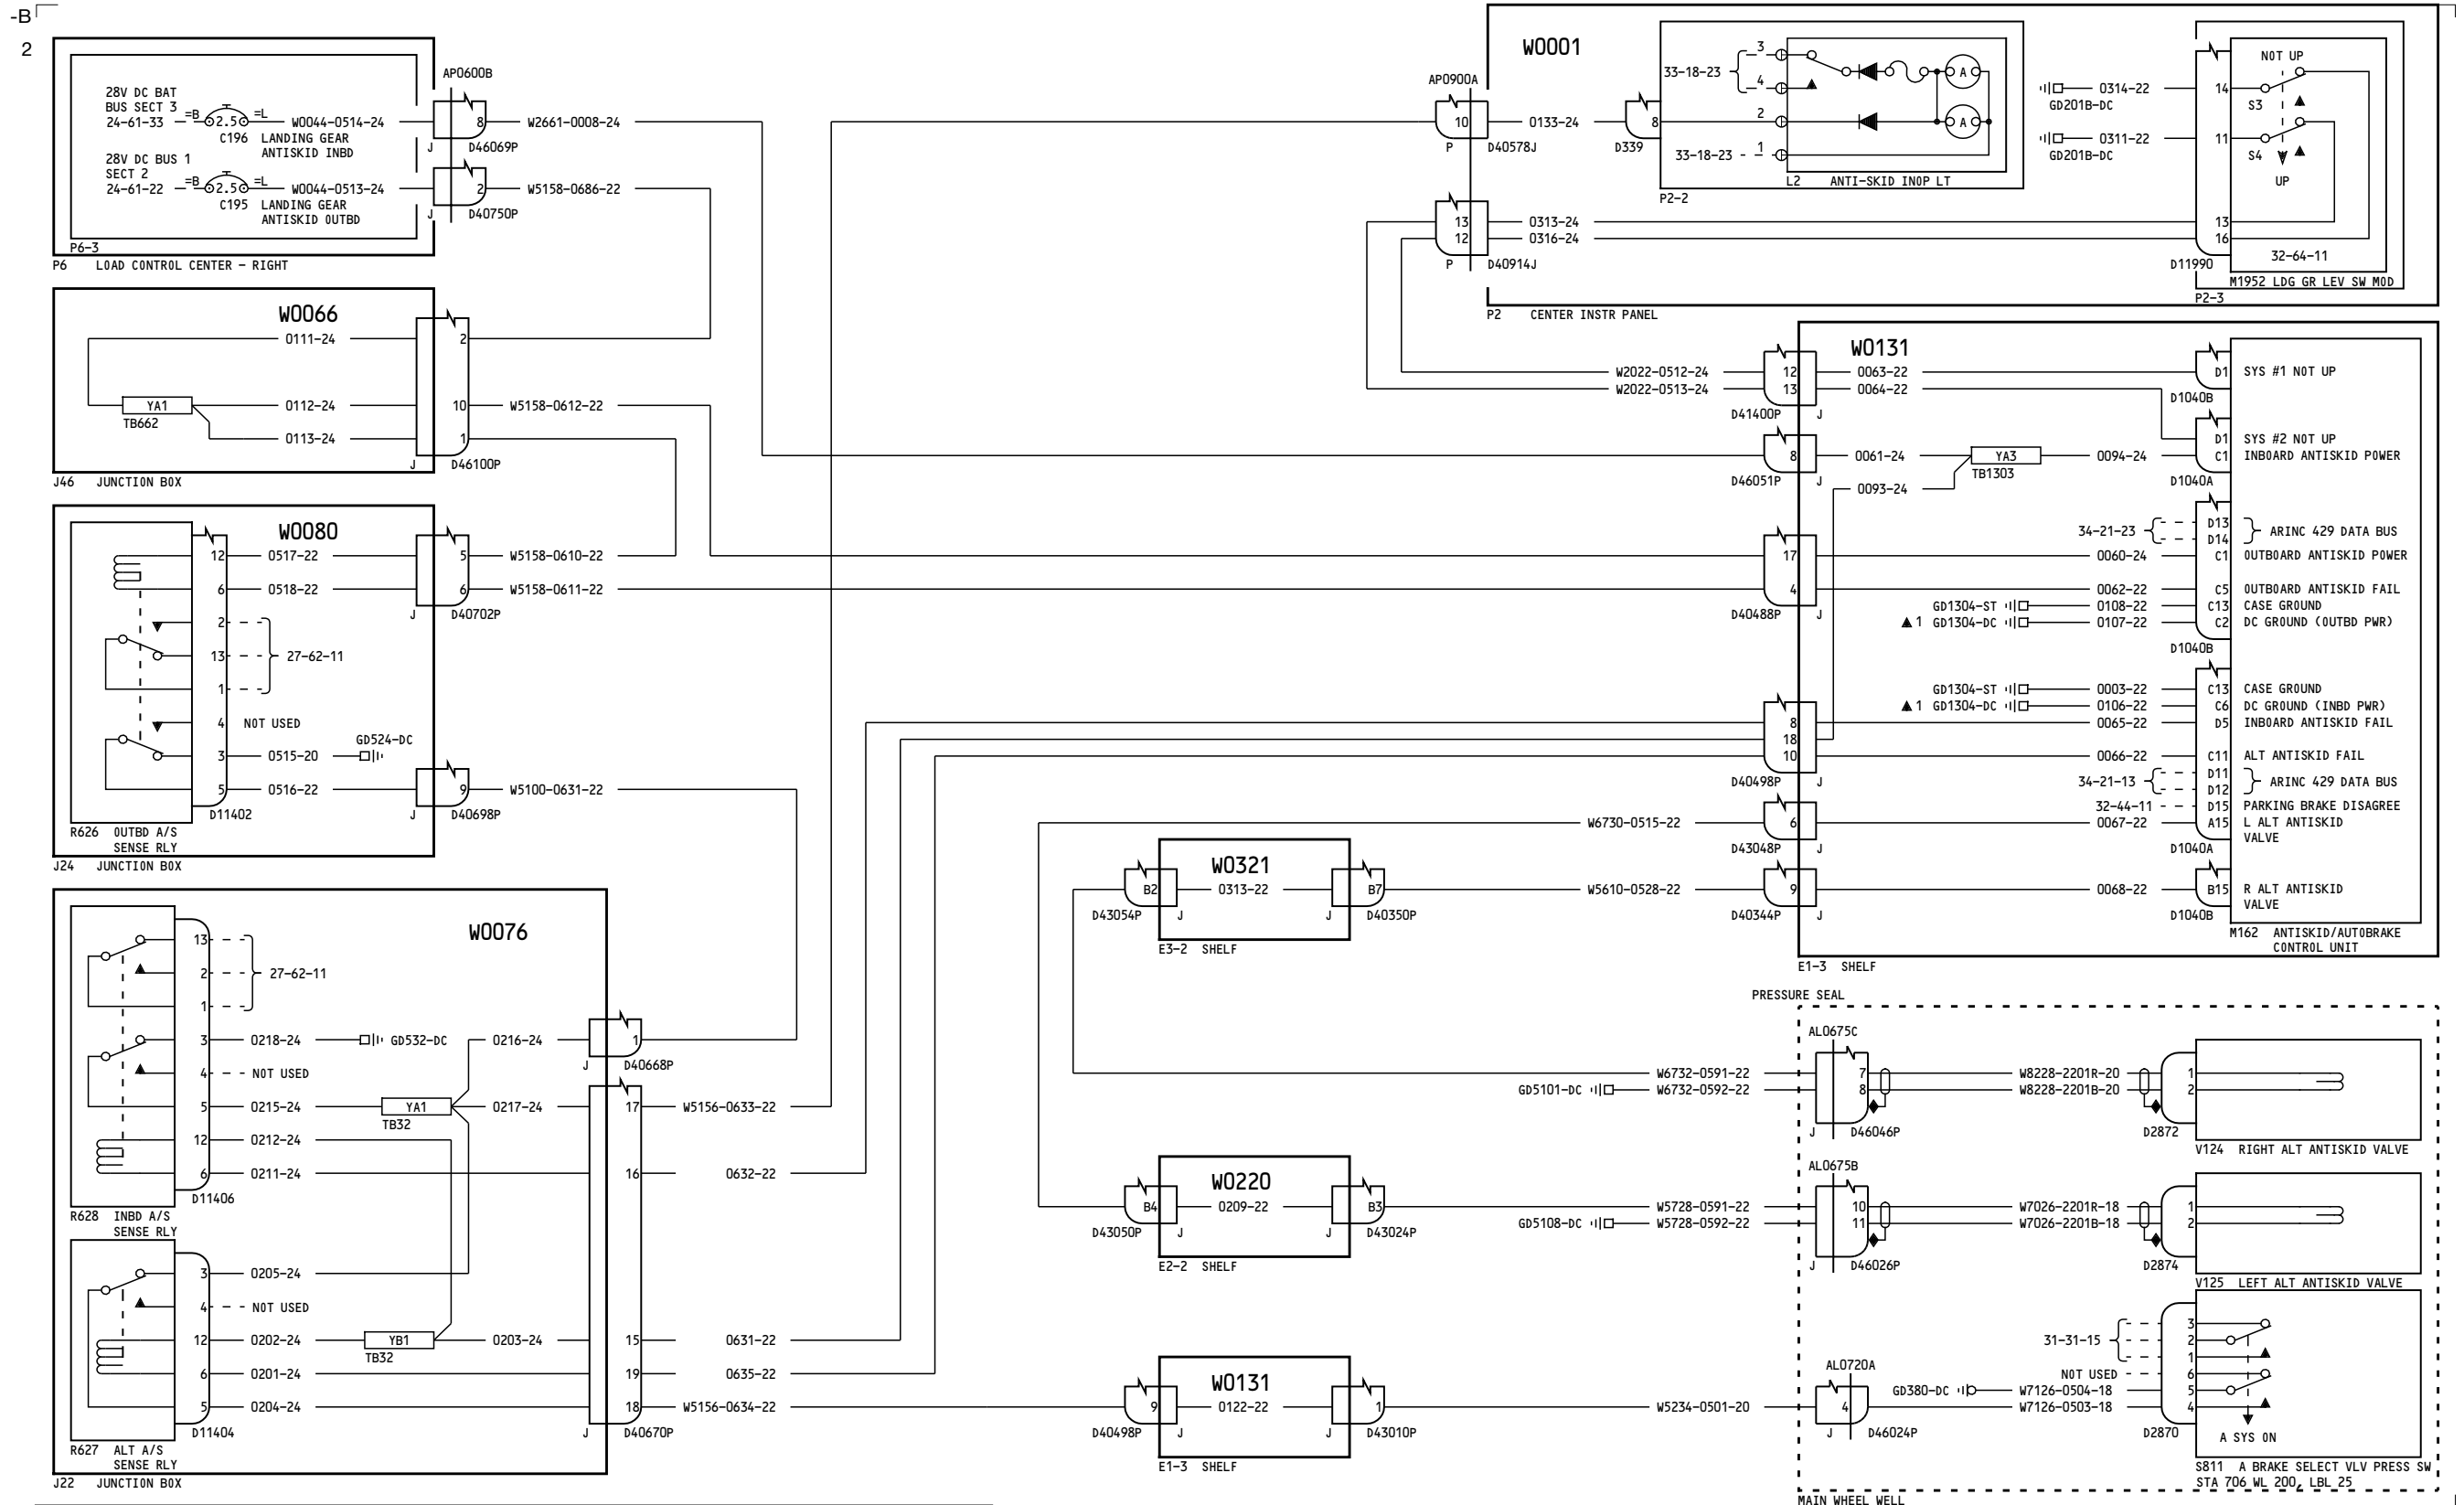 -B
2
AP0600B
28V DC BAT
BUS SECT 3
24-61-33
=B
2.5
=L
W0044-0514-24
C196
LANDING GEAR
ANTISKID INBD
8
W2661-0008-24
J
D46069P
28V DC BUS 1
SECT 2
24-61-22
=B
2.5
=L
W0044-0513-24
C195
LANDING GEAR
ANTISKID OUTBD
2
W5158-0686-22
J
D40750P
P6-3
P6 LOAD CONTROL CENTER - RIGHT
W0066
0111-24
2
YA1
TB662
0112-24
10
W5158-0612-22
0113-24
1
J
D46100P
J46 JUNCTION BOX
W0080
12
0517-22
5
W5158-0610-22
6
0518-22
6
W5158-0611-22
J
D40702P
2
13
27-62-11
1
4
NOT USED
GD524-DC
3
0515-20
5
0516-22
9
W5100-0631-22
D11402
J
D40698P
R626 OUTBD A/S
SENSE RLY
J24 JUNCTION BOX
W0076
13
2
27-62-11
1
3
0218-24
GD532-DC
0216-24
1
J
D40668P
4
NOT USED
5
0215-24
YA1
TB32
0217-24
17
W5156-0633-22
12
0212-24
6
0211-24
16
0632-22
D11406
R628 INBD A/S
SENSE RLY
3
0205-24
4
NOT USED
12
0202-24
YB1
TB32
0203-24
15
0631-22
6
0201-24
19
0635-22
5
0204-24
18
W5156-0634-22
D11404
J
D40670P
R627 ALT A/S
SENSE RLY
J22 JUNCTION BOX
W0001
AP0900A
10
0133-24
P
D40578J
8
D339
33-18-23
3
4
2
33-18-23
1
A
A
L2 ANTI-SKID INOP LT
P2-2
0314-22
GD201B-DC
14
0311-22
GD201B-DC
11
NOT UP
S3
S4
UP
13
0313-24
13
12
0316-24
16
P
D40914J
D11990
32-64-11
M1952 LDG GR LEV SW MOD
P2-3
P2 CENTER INSTR PANEL
W0131
W2022-0512-24
12
0063-22
D1
SYS #1 NOT UP
W2022-0513-24
13
0064-22
D41400P
J
D1040B
D1
SYS #2 NOT UP
8
0061-24
YA3
TB1303
0094-24
C1
INBOARD ANTISKID POWER
D46051P
J
D1040A
0093-24
34-21-23
D13
D14
ARINC 429 DATA BUS
17
0060-24
C1
OUTBOARD ANTISKID POWER
4
0062-22
C5
OUTBOARD ANTISKID FAIL
D40488P
J
GD1304-ST
0108-22
C13
CASE GROUND
1
GD1304-DC
0107-22
C2
DC GROUND (OUTBD PWR)
D1040B
GD1304-ST
0003-22
C13
CASE GROUND
1
GD1304-DC
0106-22
C6
DC GROUND (INBD PWR)
8
0065-22
D5
INBOARD ANTISKID FAIL
18
10
0066-22
C11
ALT ANTISKID FAIL
D40498P
J
34-21-13
D11
D12
ARINC 429 DATA BUS
32-44-11
D15
PARKING BRAKE DISAGREE
W6730-0515-22
6
0067-22
A15
L ALT ANTISKID
VALVE
D43048P
J
D1040A
W0321
B2
0313-22
B7
W5610-0528-22
9
0068-22
B15
R ALT ANTISKID
VALVE
D43054P
J
J
D40350P
D40344P
J
D1040B
E3-2 SHELF
M162 ANTISKID/AUTOBRAKE
CONTROL UNIT
E1-3 SHELF
PRESSURE SEAL
AL0675C
W6732-0591-22
7
W8228-2201R-20
1
GD5101-DC
W6732-0592-22
8
W8228-2201B-20
2
J
D46046P
D2872
V124 RIGHT ALT ANTISKID VALVE
AL0675B
W0220
B4
0209-22
B3
W5728-0591-22
10
W7026-2201R-18
1
GD5108-DC
W5728-0592-22
11
W7026-2201B-18
2
D43050P
J
J
D43024P
J
D46026P
D2874
E2-2 SHELF
V125 LEFT ALT ANTISKID VALVE
31-31-15
3
2
1
NOT USED
6
AL0720A
GD380-DC
W7126-0504-18
5
W0131
9
0122-22
1
W5234-0501-20
4
W7126-0503-18
4
D40498P
J
J
D43010P
J
D46024P
D2870
A SYS ON
E1-3 SHELF
S811 A BRAKE SELECT VLV PRESS SW
STA 706 WL 200, LBL 25
MAIN WHEEL WELL